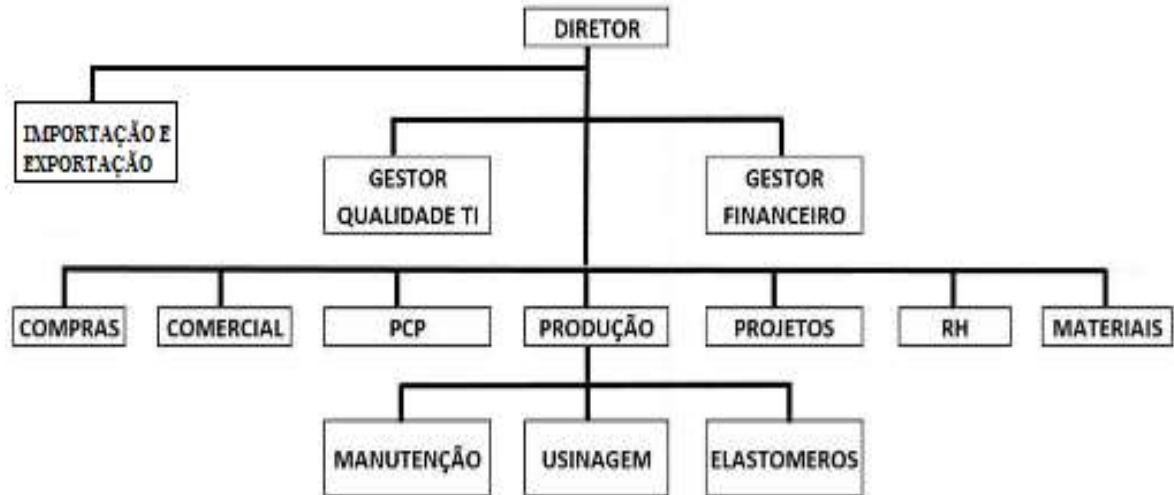 DIRETOR
IMPORTAÇÃO E
EXPORTAÇÃO
GESTOR
QUALIDADE TI
GESTOR
FINANCEIRO
COMPRAS
COMERCIAL
PCP
PRODUÇÃO
PROJETOS
RH
MATERIAIS
MANUTENÇÃO
USINAGEM
ELASTOMEROS